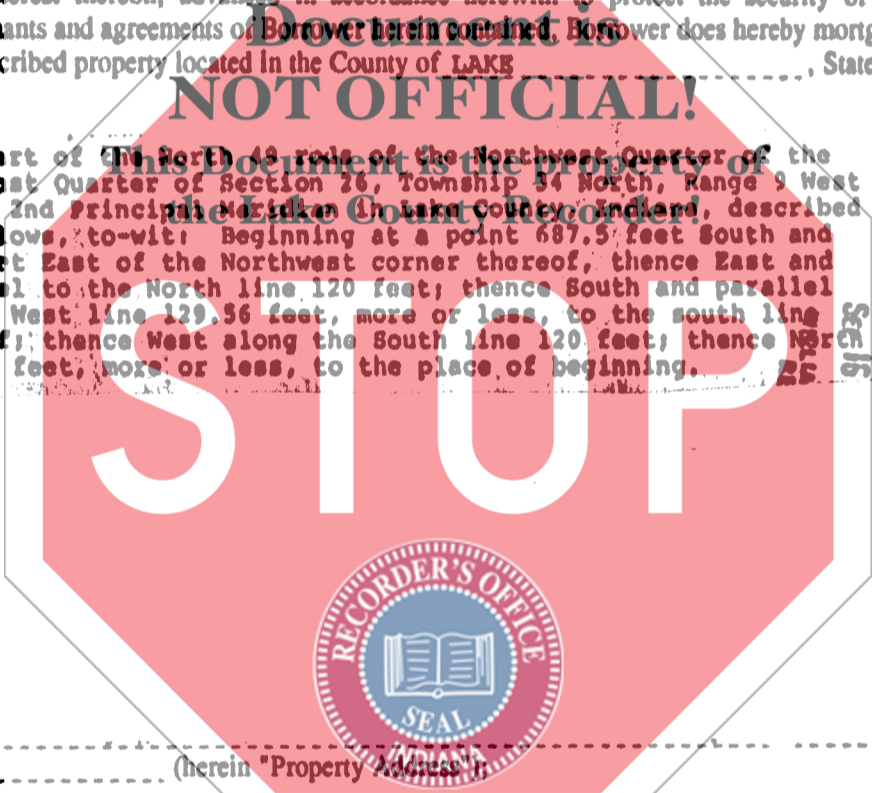 ants and agreements of Borrower herein contained, Borrower does hereby mortg
cribed property located in the County of LAKE , State
Document is
NOT OFFICIAL!
This Document is the property of
the Lake County Recorder!
rt of the North 40 rods of the Northwest Quarter of the
ast Quarter of Section 26, Township 34 North, Range 9 West
2nd Principal Meridian in Lake County, Indiana, described
lows, to-wit: Beginning at a point 687.5 feet South and
t East of the Northwest corner thereof, thence East and
l to the North line 120 feet; thence South and parallel
West line 129.56 feet, more or less, to the south line
f; thence West along the South line 120 feet; thence North
feet, more or less, to the place of beginning.
STOP
RECORDER'S OFFICE
SEAL
INDIANA
(herein "Property Address");